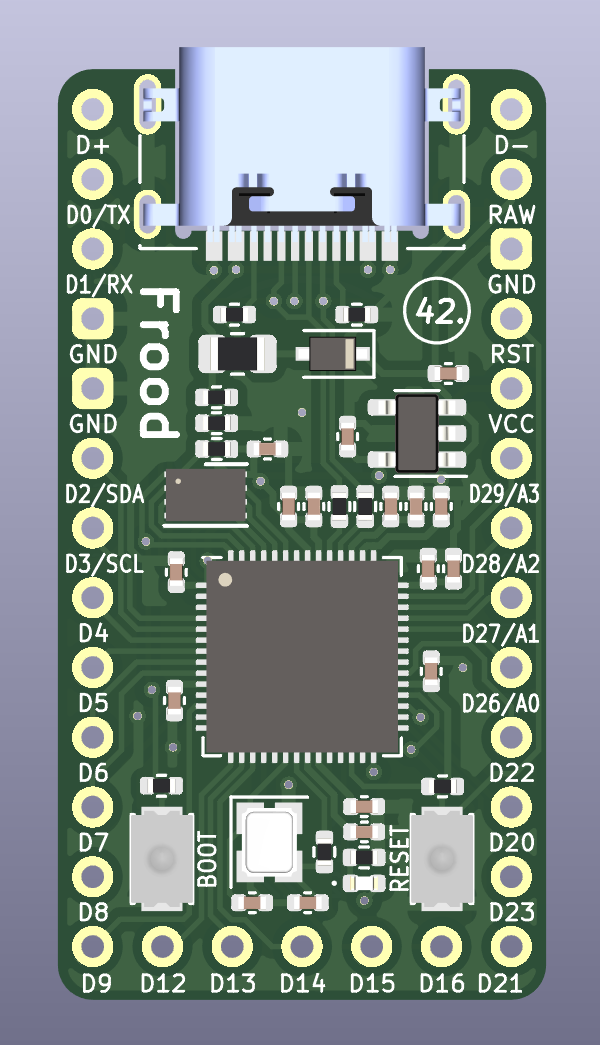 D+
D-
D0/TX
RAW
D1/RX
GND
Frood
42.
GND
RST
GND
VCC
D2/SDA
D29/A3
D3/SCL
D28/A2
D4
D27/A1
D5
D26/A0
D6
D22
D7
D20
BOOT
RESET
D8
D23
D9
D12
D13
D14
D15
D16
D21